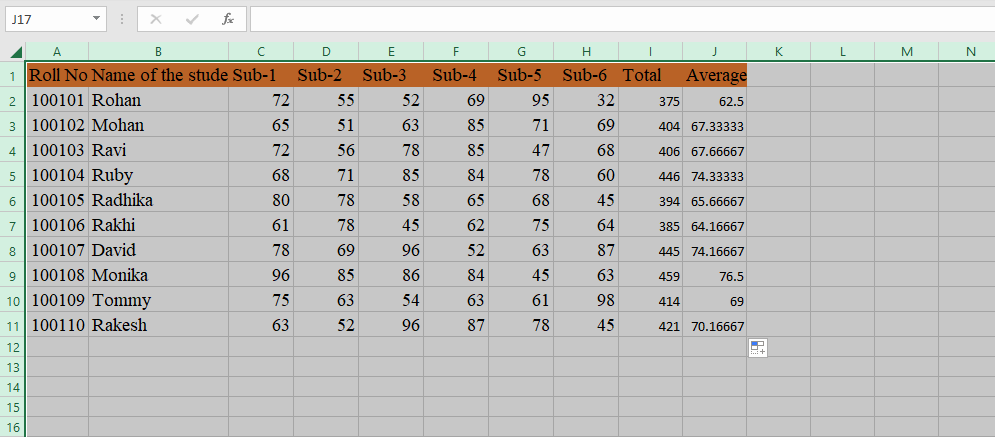 J17 fx
A B C D E F G H I J K L M N
1 Roll No Name of the stude Sub-1 Sub-2 Sub-3 Sub-4 Sub-5 Sub-6 Total Average
2 100101 Rohan 72 55 52 69 95 32 375 62.5
3 100102 Mohan 65 51 63 85 71 69 404 67.33333
4 100103 Ravi 72 56 78 85 47 68 406 67.66667
5 100104 Ruby 68 71 85 84 78 60 446 74.33333
6 100105 Radhika 80 78 58 65 68 45 394 65.66667
7 100106 Rakhi 61 78 45 62 75 64 385 64.16667
8 100107 David 78 69 96 52 63 87 445 74.16667
9 100108 Monika 96 85 86 84 45 63 459 76.5
10 100109 Tommy 75 63 54 63 61 98 414 69
11 100110 Rakesh 63 52 96 87 78 45 421 70.16667
12
13
14
15
16